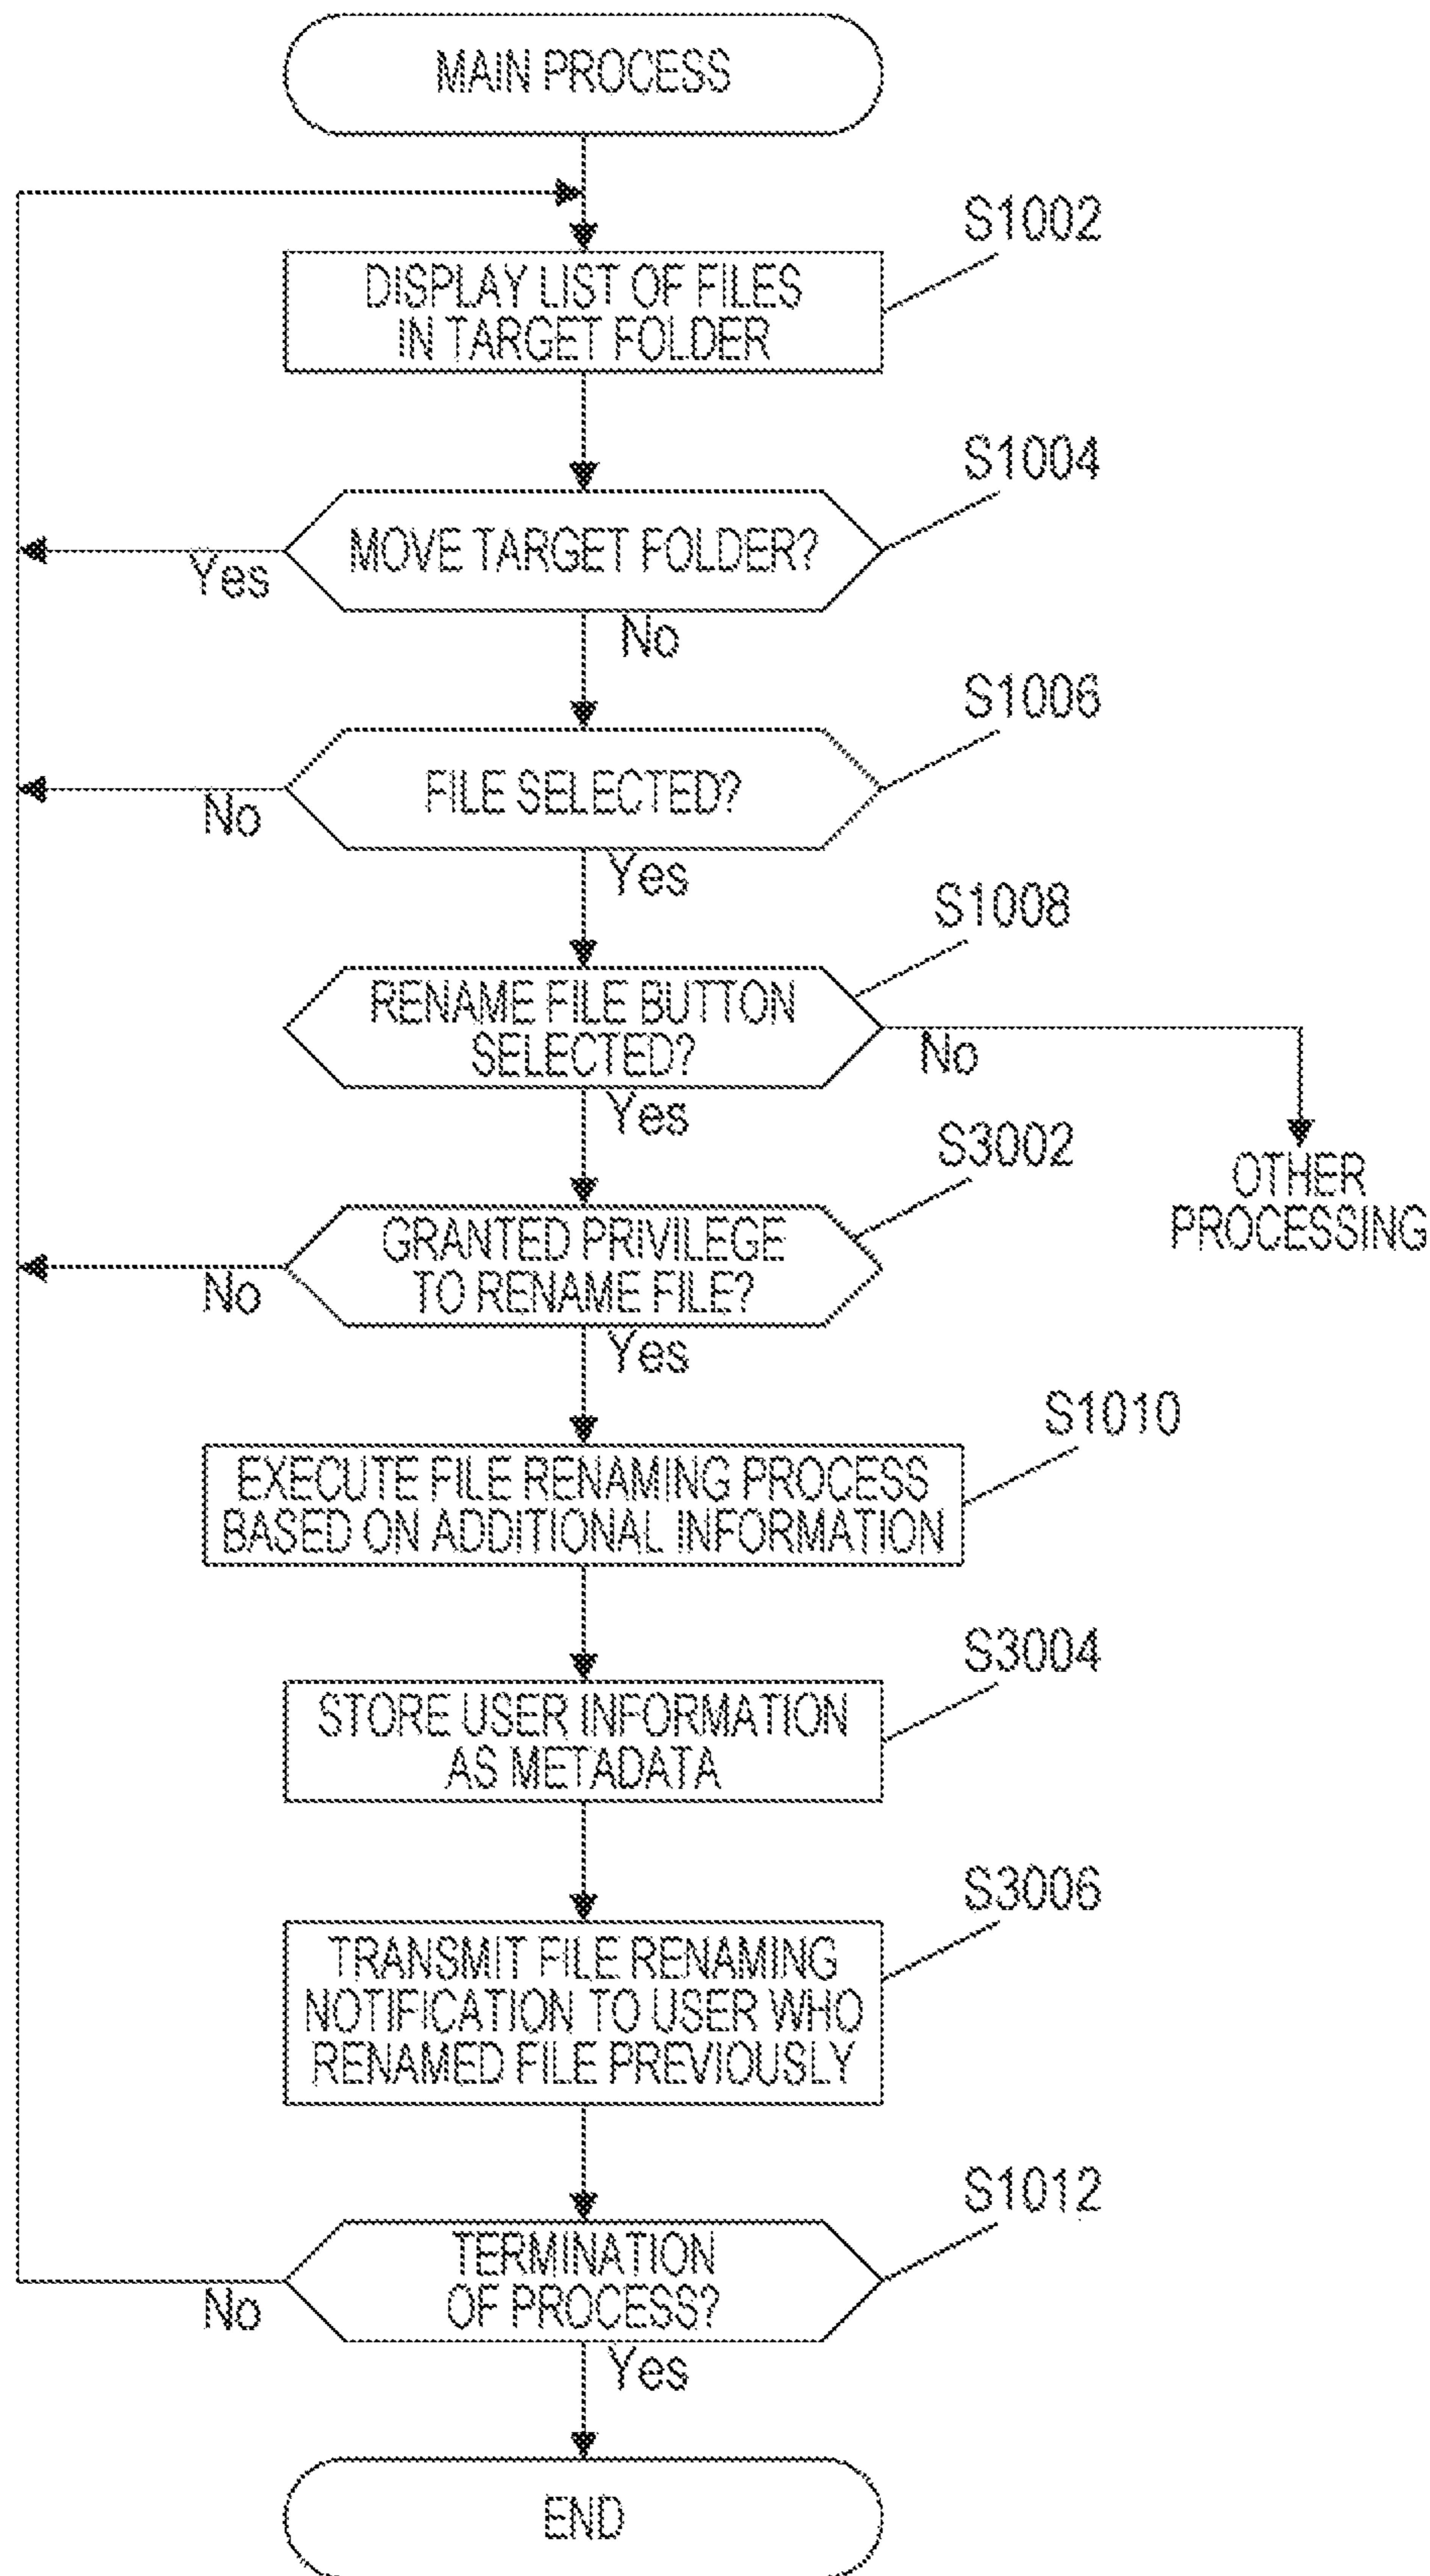 MAIN PROCESS
S1002
DISPLAY LIST OF FILES
IN TARGET FOLDER
S1004
MOVE TARGET FOLDER?
Yes
No
S1006
FILE SELECTED?
No
Yes
S1008
RENAME FILE BUTTON
SELECTED?
No
Yes
OTHER
PROCESSING
S3002
GRANTED PRIVILEGE
TO RENAME FILE?
No
Yes
S1010
EXECUTE FILE RENAMING PROCESS
BASED ON ADDITIONAL INFORMATION
S3004
STORE USER INFORMATION
AS METADATA
S3006
TRANSMIT FILE RENAMING
NOTIFICATION TO USER WHO
RENAMED FILE PREVIOUSLY
S1012
TERMINATION
OF PROCESS?
No
Yes
END